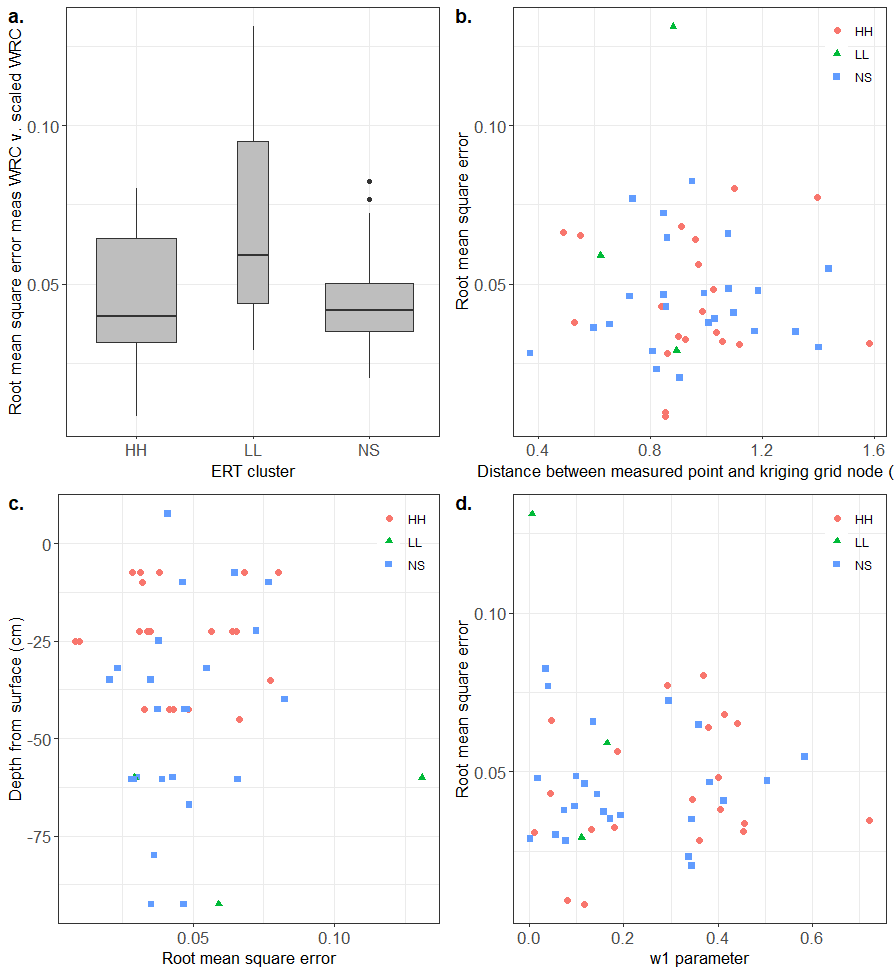 a.
Root mean square error meas WRC v. scaled WRC
0.10
0.05
HH
LL
NS
ERT cluster
b.
Root mean square error
0.10
0.05
HH
LL
NS
0.4
0.8
1.2
1.6
Distance between measured point and kriging grid node (
c.
Depth from surface (cm)
0
-25
-50
-75
HH
LL
NS
0.05
0.10
Root mean square error
d.
Root mean square error
0.10
0.05
HH
LL
NS
0.0
0.2
0.4
0.6
w1 parameter